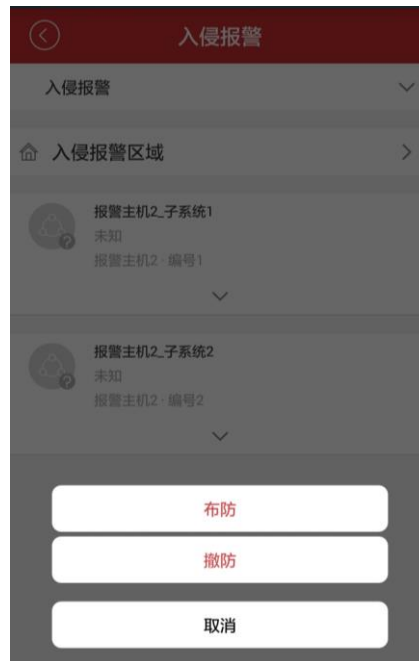 入侵报警
入侵报警
入侵报警区域
报警主机2_子系统1
未知
报警主机2 · 编号1
报警主机2_子系统2
未知
报警主机2 · 编号2
布防
撤防
取消